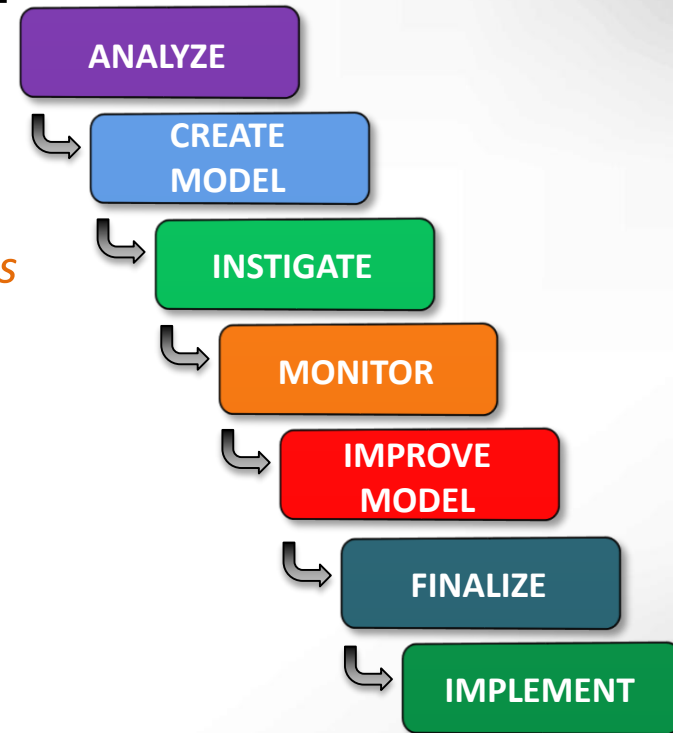 ANALYZE
CREATE
MODEL
INSTIGATE
s
MONITOR
IMPROVE
MODEL
FINALIZE
IMPLEMENT